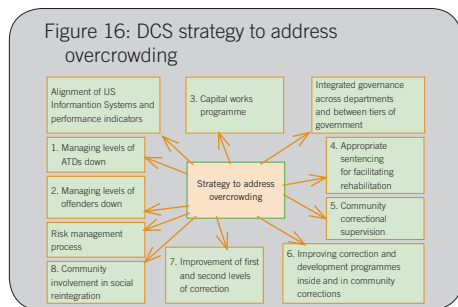 Figure 16: DCS strategy to address
overcrowding
Alignment of IJS
Information Systems and
performance indicators
3. Capital works
programme
Integrated governance
across departments
and between tiers of
government
1. Managing levels of
ATDs down
4. Appropriate
sentencing
for facilitating
rehabilitation
Strategy to address
overcrowding
2. Managing levels of
offenders down
5. Community
correctional
supervision
Risk management
process
8. Community
involvement in social
reintegration
7. Improvement of first
and second levels
of correction
6. Improving correction and
development programmes
inside and in community
corrections